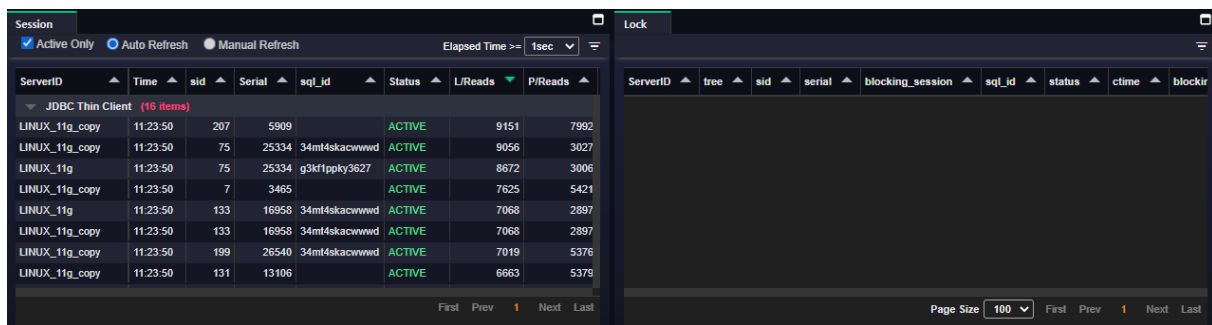 Session
Active Only Auto Refresh Manual Refresh Elapsed Time >= 1sec
ServerID Time sid Serial sql_id Status L/Reads P/Reads
JDBC Thin Client (16 items)
LINUX_11g_copy 11:23:50 207 5909 ACTIVE 9151 7992
LINUX_11g_copy 11:23:50 75 25334 34mt4skacwwwd ACTIVE 9056 3027
LINUX_11g 11:23:50 75 25334 g3kf1ppky3627 ACTIVE 8672 3006
LINUX_11g_copy 11:23:50 7 3465 ACTIVE 7625 5421
LINUX_11g 11:23:50 133 16958 34mt4skacwwwd ACTIVE 7068 2897
LINUX_11g_copy 11:23:50 133 16958 34mt4skacwwwd ACTIVE 7068 2897
LINUX_11g_copy 11:23:50 199 26540 34mt4skacwwwd ACTIVE 7019 5376
LINUX_11g_copy 11:23:50 131 13106 ACTIVE 6663 5379
First Prev 1 Next Last
Lock
ServerID tree sid serial blocking_session sql_id status ctime blockin
Page Size 100 First Prev 1 Next Last